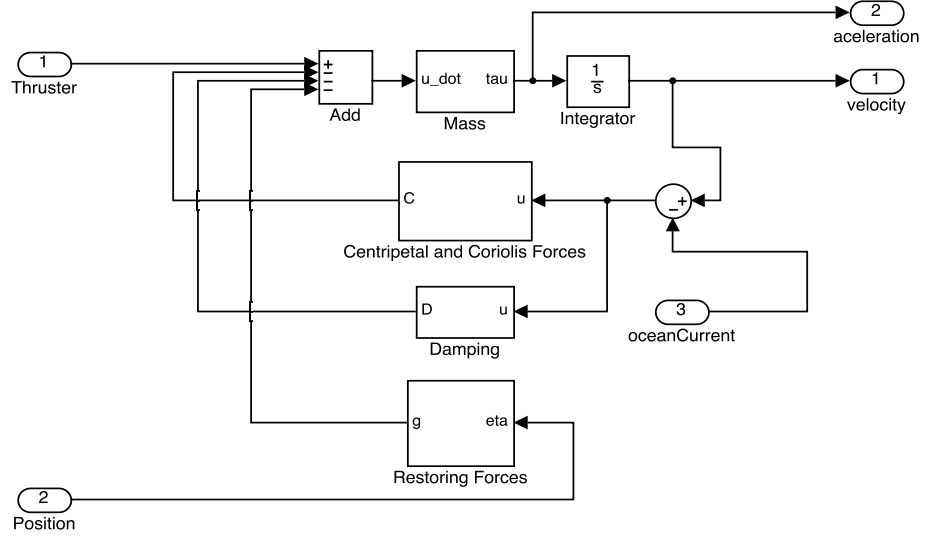 2
aceleration
1
Thruster
+
−
−
−
Add
u_dot tau
Mass
1
s
Integrator
1
velocity
C u
Centripetal and Coriolis Forces
− +
D u
Damping
3
oceanCurrent
g eta
Restoring Forces
2
Position